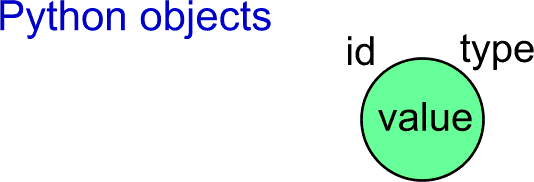 Python objects
id type
value